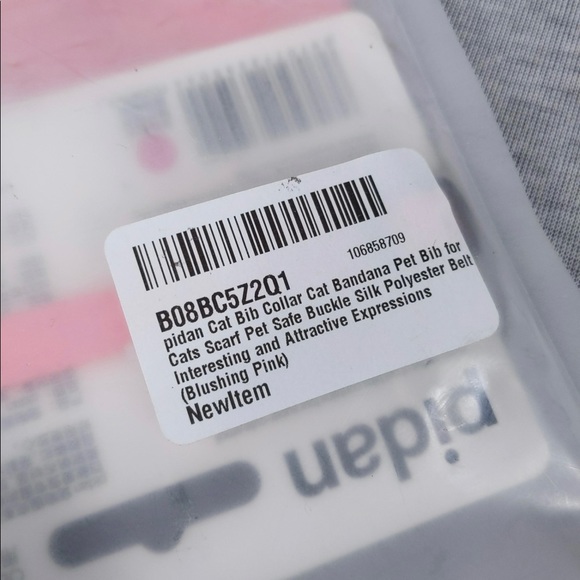 106858709
B08BC5Z2Q1
pidan Cat Bib Collar Cat Bandana Pet Bib for
Cats Scarf Pet Safe Buckle Silk Polyester Belt
Interesting and Attractive Expressions
(Blushing Pink)
NewItem
pidan